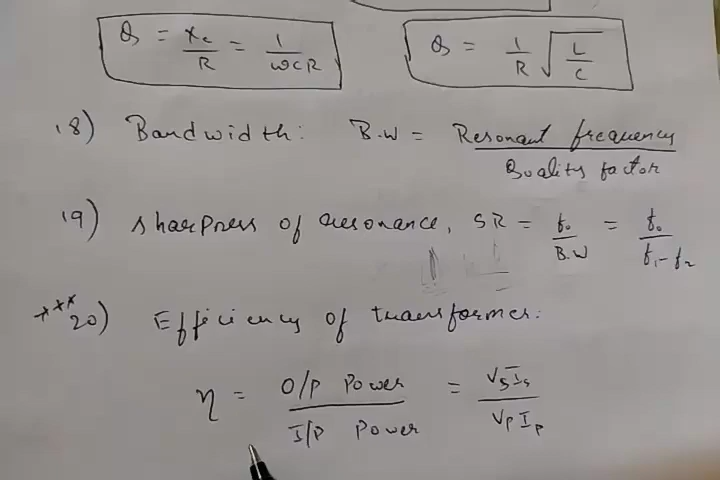 Q = Xc/R = 1/ωCR    Q = 1/R √(L/C)
18) Bandwidth: B.W = Resonant frequency / Quality factor
19) Sharpness of resonance, SR = f₀/B.W = f₀/f₁-f₂
***20) Efficiency of transformer:
η = O/P Power / I/P Power = VsIs / VpIp